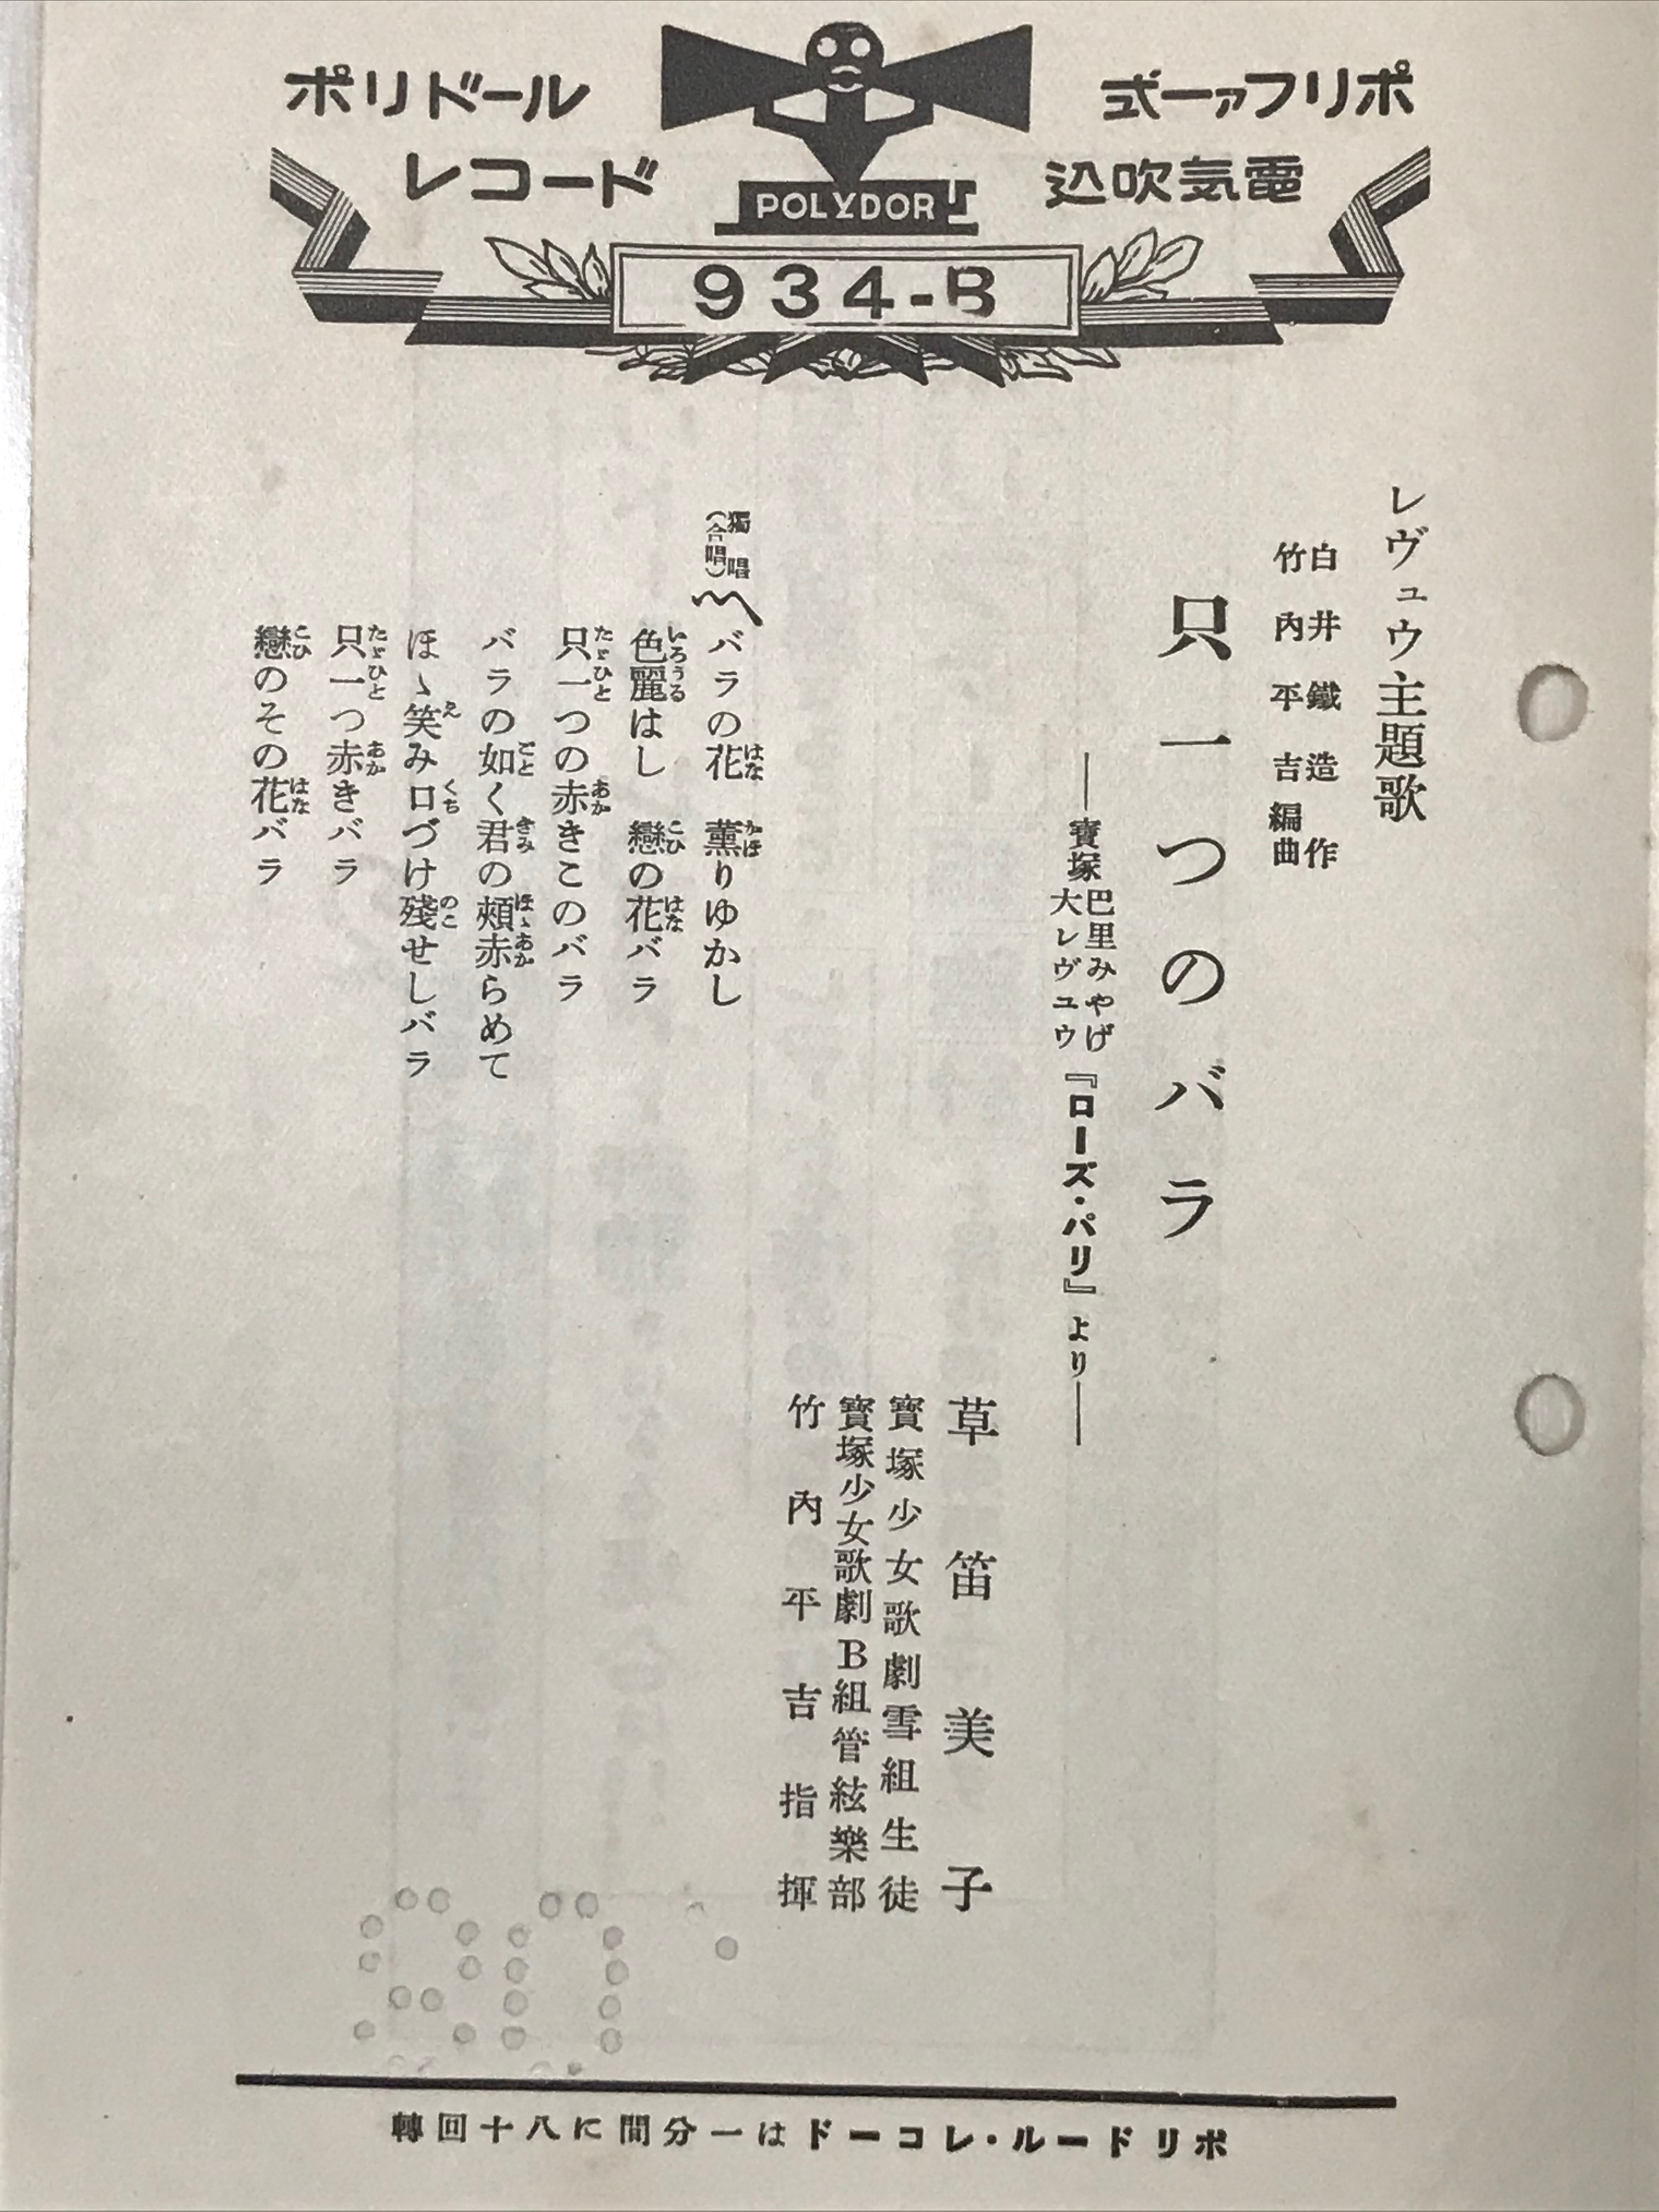 ポリドール
レコード
ポリファー式
電気吹込
POLYDOR
934-B
レヴュウ主題歌
白井鐵造作
竹內平吉編曲
只一つのバラ
―寶塚巴里みやげ大レヴユウ『ローズ・パリ』より―
草笛美子
寶塚少女歌劇雪組生徒
寶塚少女歌劇B組管絃樂部
竹內平吉指揮
獨唱
(合唱)
バラの花 薰りゆかし
色麗はし 戀の花バラ
只一つの赤きこのバラ
バラの如く君の頰赤らめて
ほゝ笑み口づけ殘せしバラ
只一つ赤きバラ
戀のその花バラ
ポリドール・レコードは一分間に八十回轉